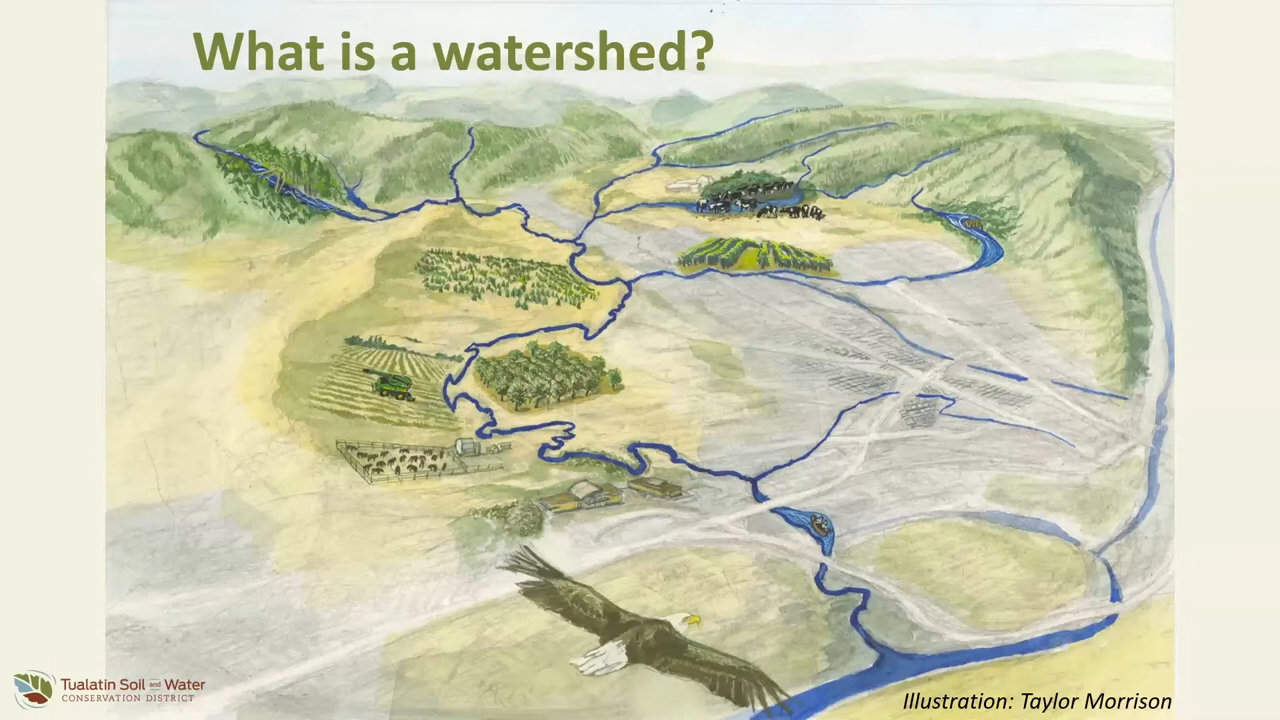 What is a watershed?
Tualatin Soil and Water
CONSERVATION DISTRICT
Illustration: Taylor Morrison